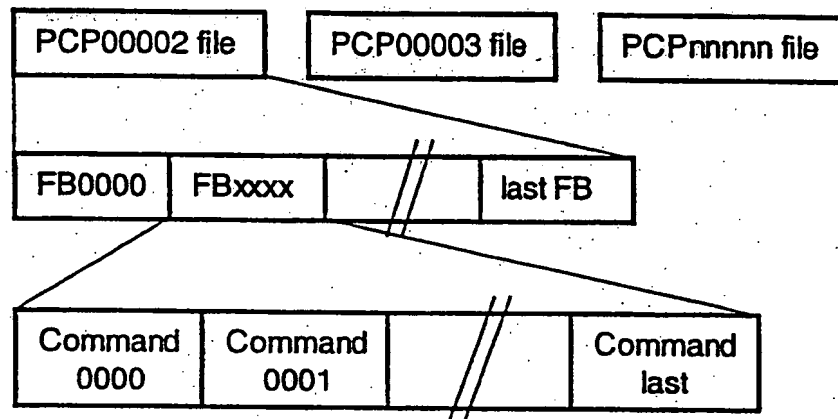 PCP00002 file
PCP00003 file
PCPnnnnn file
FB0000
FBxxxx
last FB
Command
0000
Command
0001
Command
last